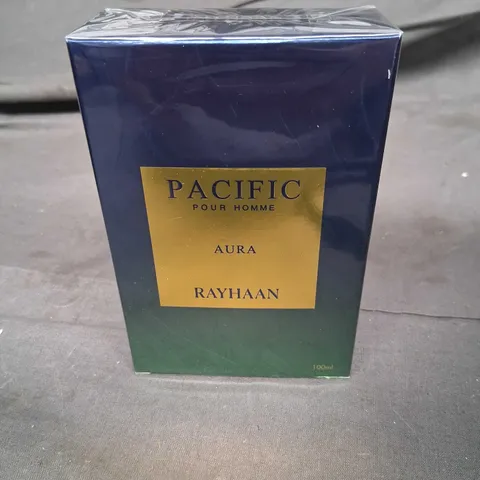 PACIFIC
POUR HOMME
AURA
RAYHAAN
100ml